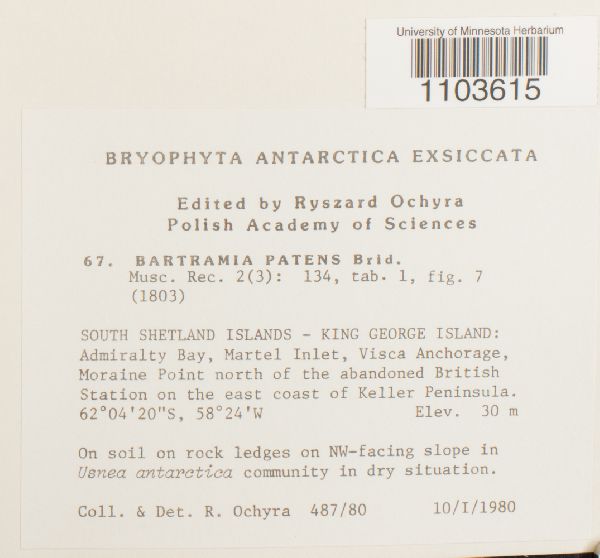 University of Minnesota Herbarium
1103615
BRYOPHYTA ANTARCTICA EXSICCATA
Edited by Ryszard Ochyra
Polish Academy of Sciences
67. BARTRAMIA PATENS Brid.
Musc. Rec. 2(3): 134, tab. 1, fig. 7
(1803)
SOUTH SHETLAND ISLANDS - KING GEORGE ISLAND:
Admiralty Bay, Martel Inlet, Visca Anchorage,
Moraine Point north of the abandoned British
Station on the east coast of Keller Peninsula.
62°04'20"S, 58°24'W Elev. 30 m
On soil on rock ledges on NW-facing slope in
Usnea antarctica community in dry situation.
Coll. & Det. R. Ochyra 487/80 10/I/1980